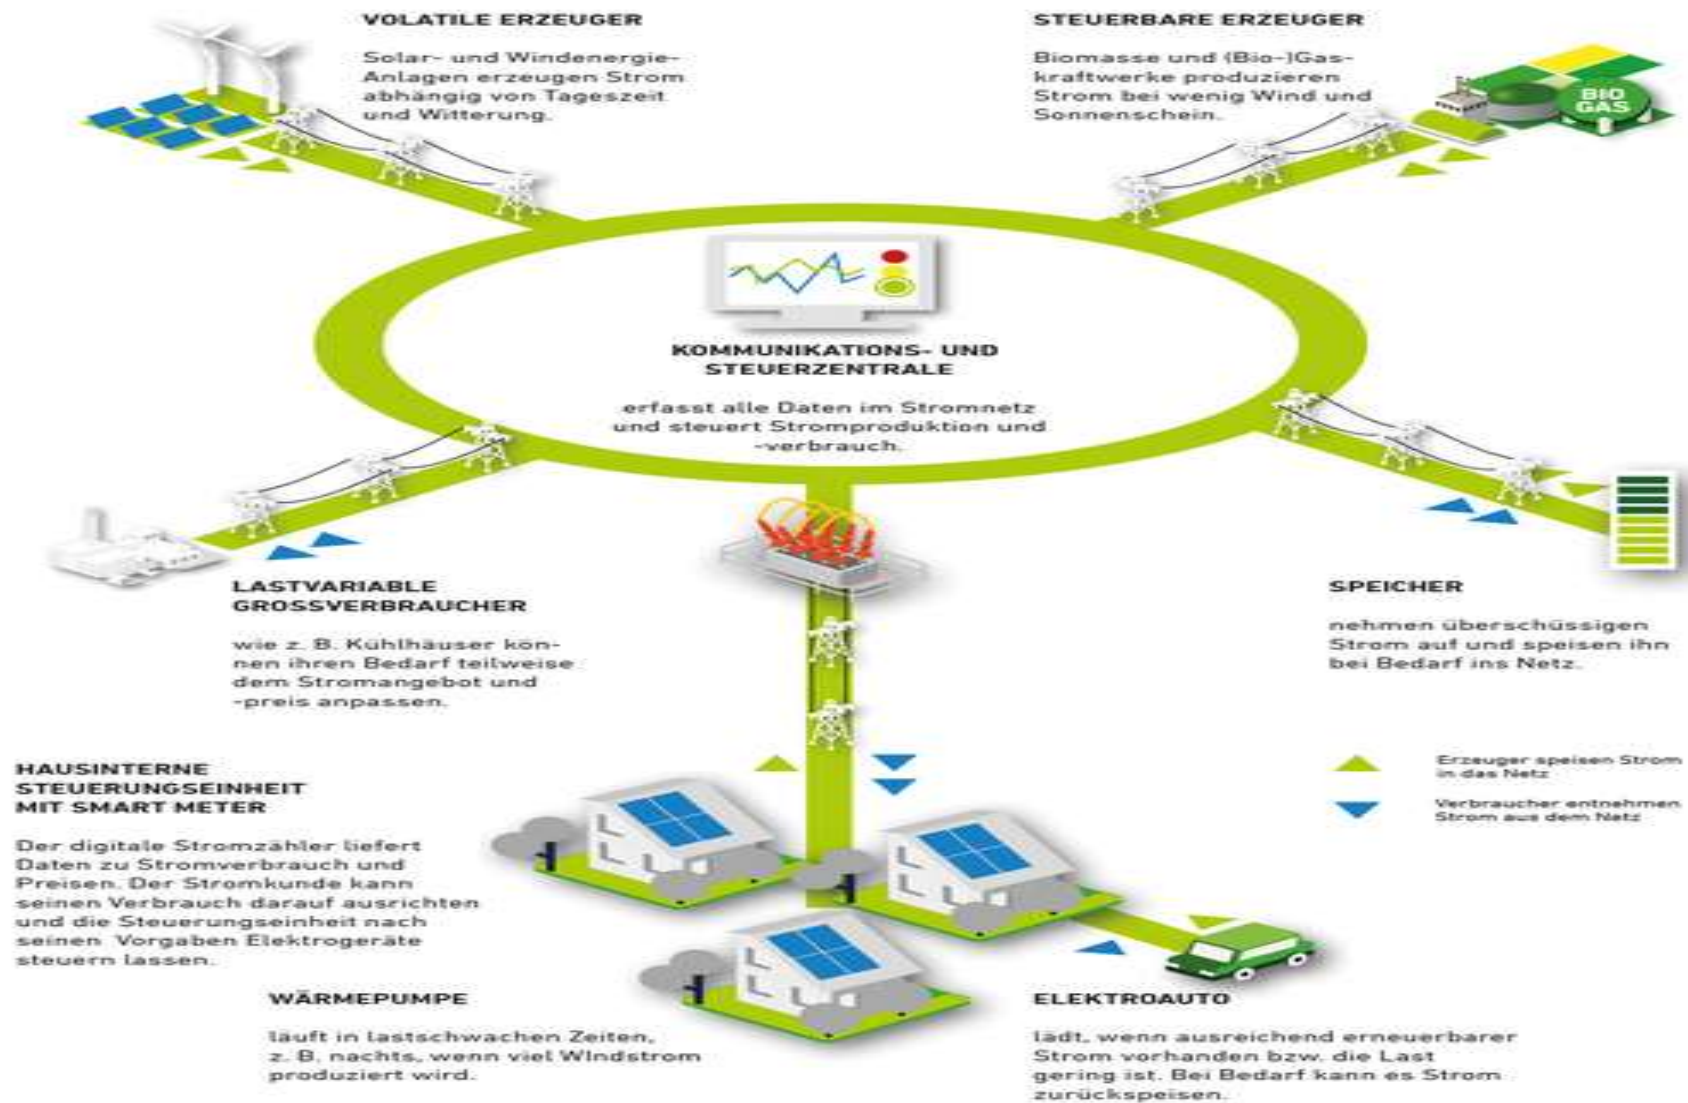 VOLATILE ERZEUGER
Solar- und Windenergie-
Anlagen erzeugen Strom
abhängig von Tageszeit
und Witterung.
STEUERBARE ERZEUGER
Biomasse und (Bio-)Gas-
kraftwerke produzieren
Strom bei wenig Wind und
Sonnenschein.
BIO
GAS
KOMMUNIKATIONS- UND
STEUERZENTRALE
erfasst alle Daten im Stromnetz
und steuert Stromproduktion und
-verbrauch.
LASTVARIABLE
GROSSVERBRAUCHER
wie z. B. Kühlhäuser kön-
nen ihren Bedarf teilweise
dem Stromangebot und
-preis anpassen.
SPEICHER
nehmen überschüssigen
Strom auf und speisen ihn
bei Bedarf ins Netz.
Erzeuger speisen Strom
in das Netz
Verbraucher entnehmen
Strom aus dem Netz
HAUSINTERNE
STEUERUNGSEINHEIT
MIT SMART METER
Der digitale Stromzähler liefert
Daten zu Stromverbrauch und
Preisen. Der Stromkunde kann
seinen Verbrauch darauf ausrichten
und die Steuerungseinheit nach
seinen Vorgaben Elektrogeräte
steuern lassen.
WÄRMEPUMPE
läuft in lastschwachen Zeiten,
z. B. nachts, wenn viel WIndstrom
produziert wird.
ELEKTROAUTO
lädt, wenn ausreichend erneuerbarer
Strom vorhanden bzw. die Last
gering ist. Bei Bedarf kann es Strom
zurückspeisen.